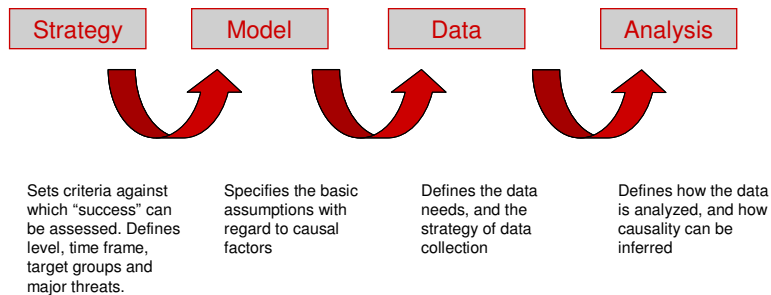 Strategy
Model
Data
Analysis
Sets criteria against
which “success” can
be assessed. Defines
level, time frame,
target groups and
major threats.
Specifies the basic
assumptions with
regard to causal
factors
Defines the data
needs, and the
strategy of data
collection
Defines how the data
is analyzed, and how
causality can be
inferred